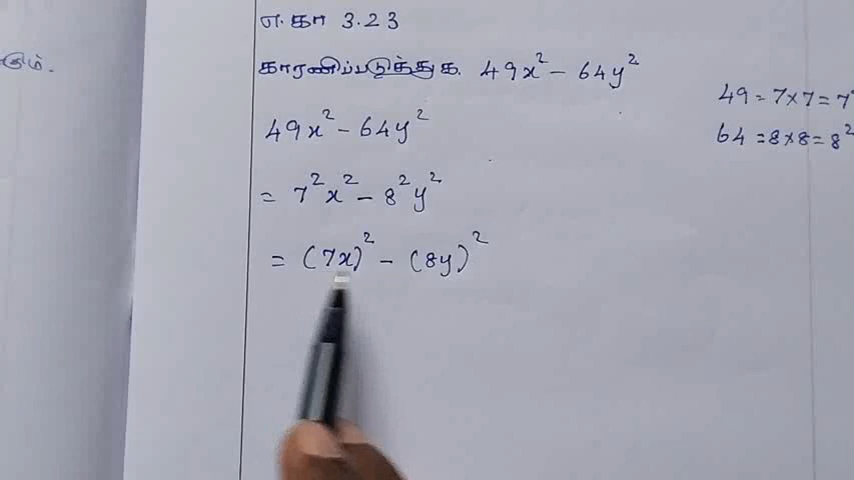 எ.கா 3.23
காரணிப்படுத்துக. 49x² − 64y²
49x² − 64y²
= 7²x² − 8²y²
= (7x)² − (8y)²
49 = 7×7 = 7²
64 = 8×8 = 8²